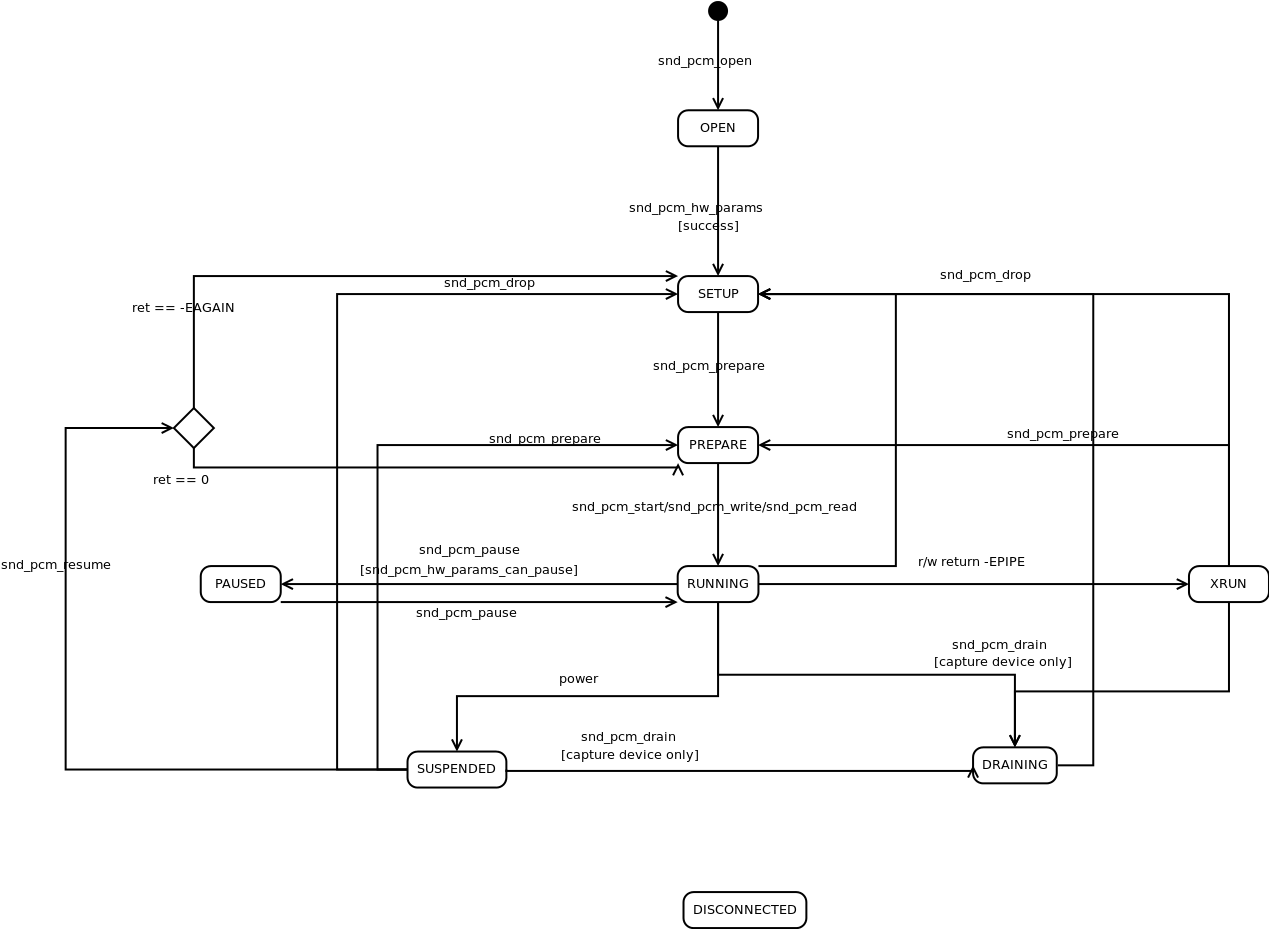 snd_pcm_open
OPEN
snd_pcm_hw_params
[success]
snd_pcm_drop
snd_pcm_drop
SETUP
ret == -EAGAIN
snd_pcm_prepare
snd_pcm_prepare
snd_pcm_prepare
PREPARE
ret == 0
snd_pcm_start/snd_pcm_write/snd_pcm_read
snd_pcm_pause
[snd_pcm_hw_params_can_pause]
r/w return -EPIPE
snd_pcm_resume
PAUSED
RUNNING
XRUN
snd_pcm_pause
snd_pcm_drain
[capture device only]
power
snd_pcm_drain
[capture device only]
SUSPENDED
DRAINING
DISCONNECTED